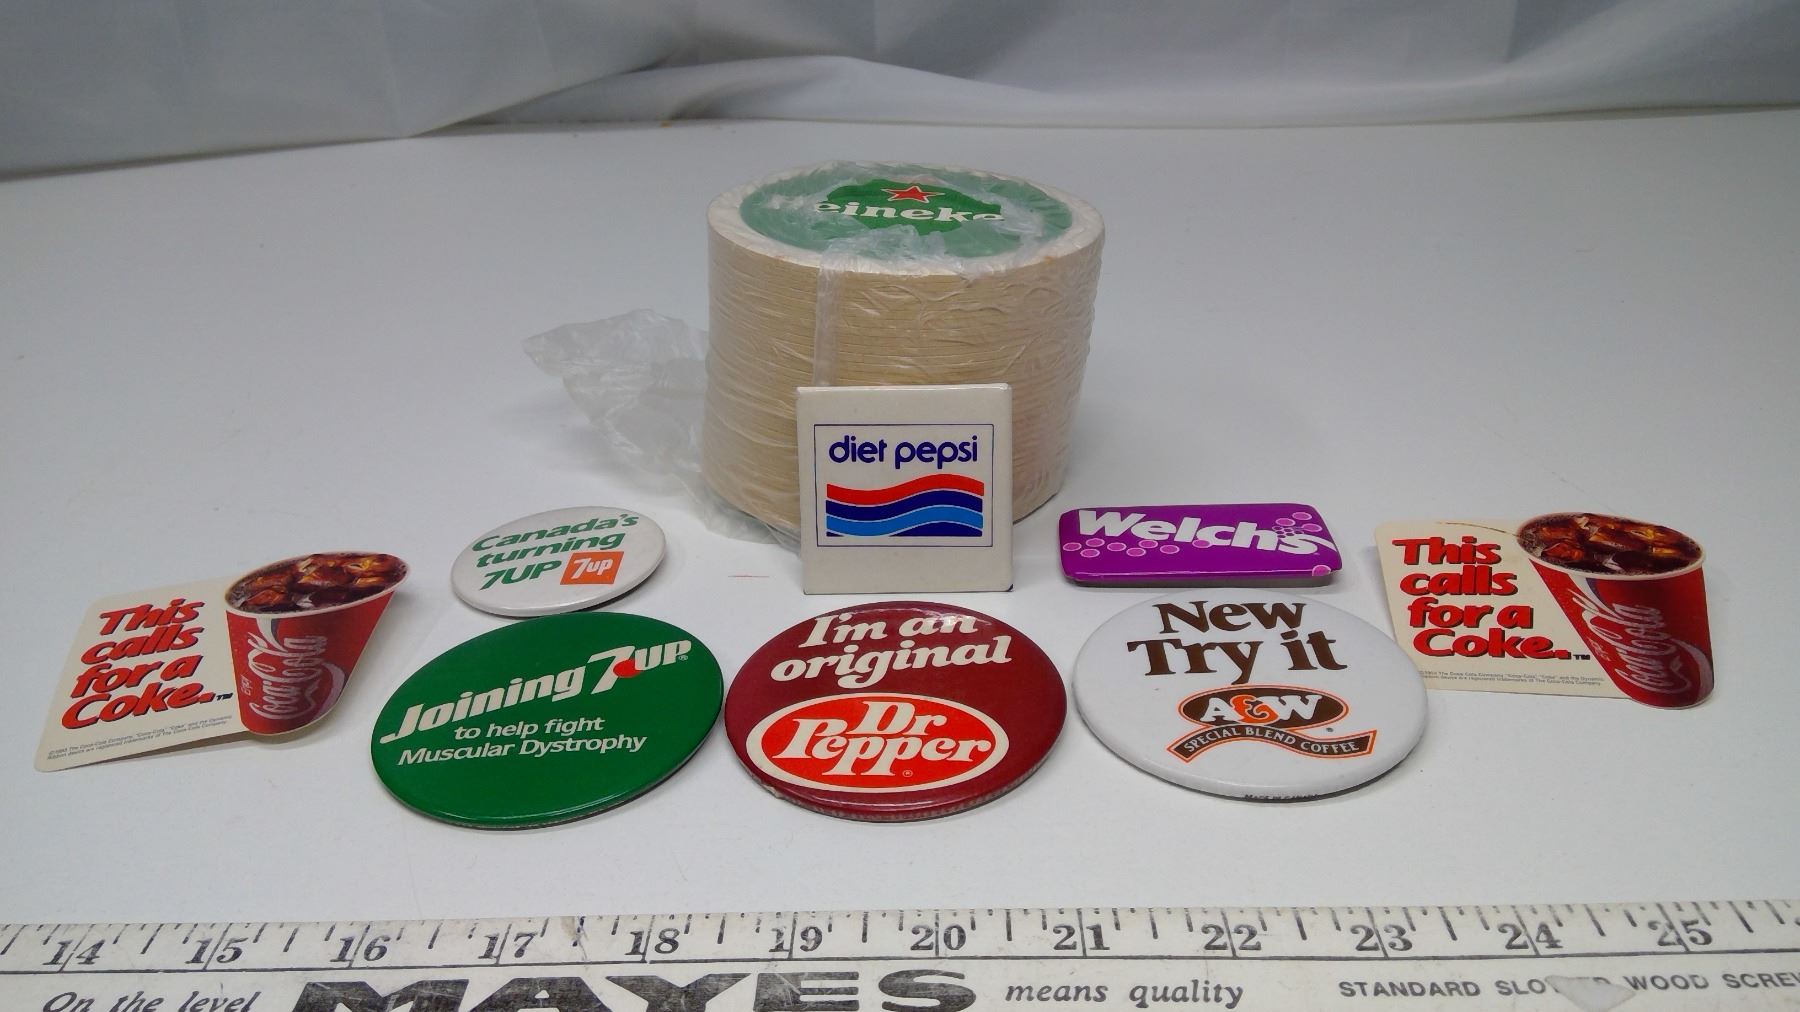 eineke
diet pepsi
Canada's
turning
7UP 7up
Welch's
This
calls
for a
Coke.™
Enjoy
Coca-Cola
Joining 7UP®
to help fight
Muscular Dystrophy
I'm an
original
Dr
Pepper®
New
Try it
A&W®
SPECIAL BLEND COFFEE
This
calls
for a
Coke.™
Coca-Cola
14 15 16 17 18 19 20 21 22 23 24 25
On the level MAYES means quality STANDARD WOOD SCREW